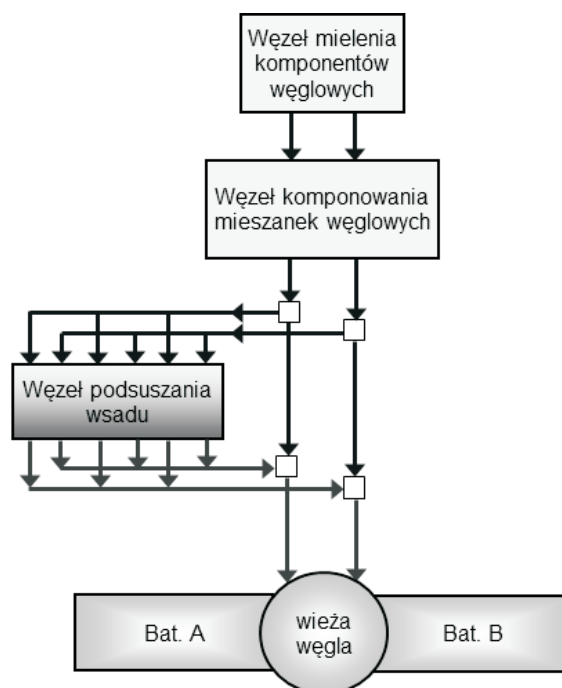 Węzeł mielenia
komponentów
węglowych
Węzeł komponowania
mieszanek węglowych
Węzeł podsuszania
wsadu
Bat. A
wieża
węgla
Bat. B